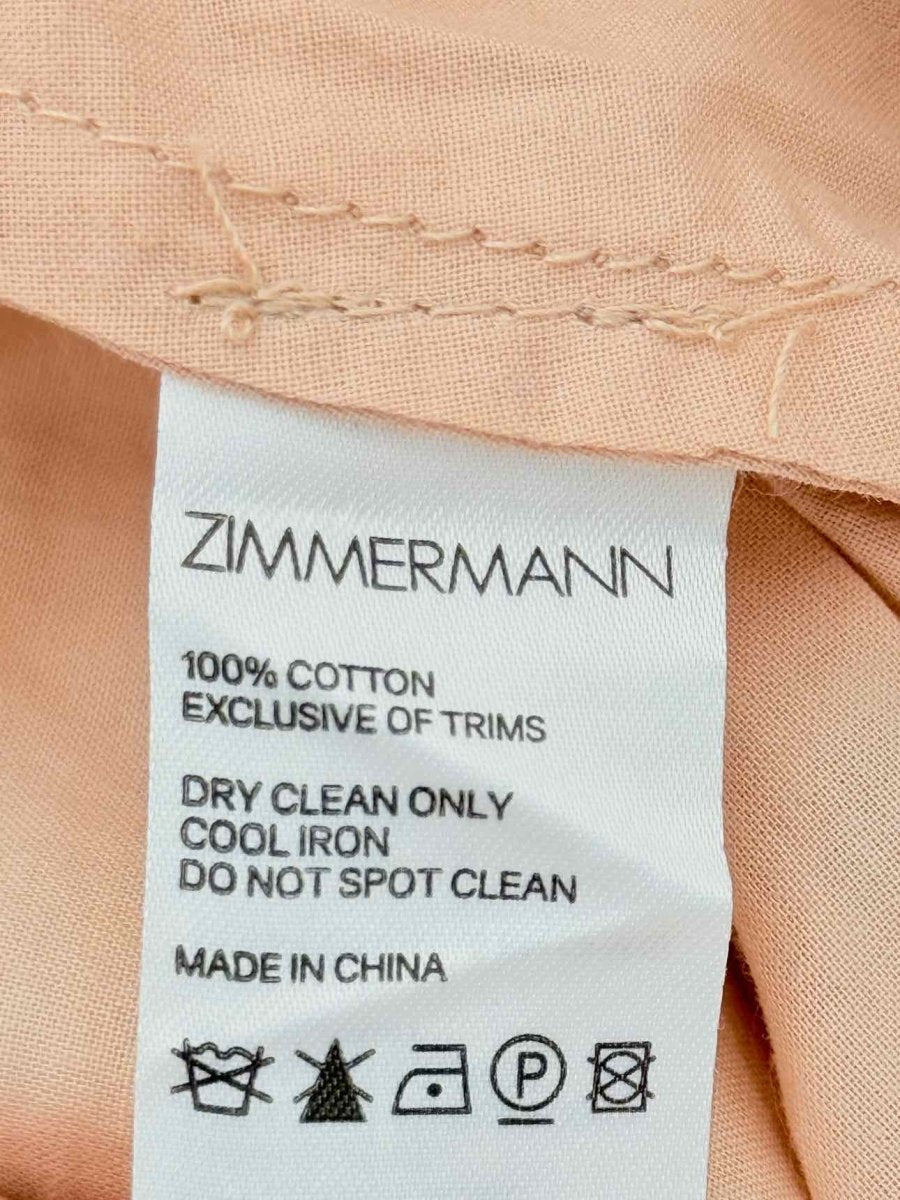 ZIMMERMANN
100% COTTON
EXCLUSIVE OF TRIMS
DRY CLEAN ONLY
COOL IRON
DO NOT SPOT CLEAN
MADE IN CHINA
P